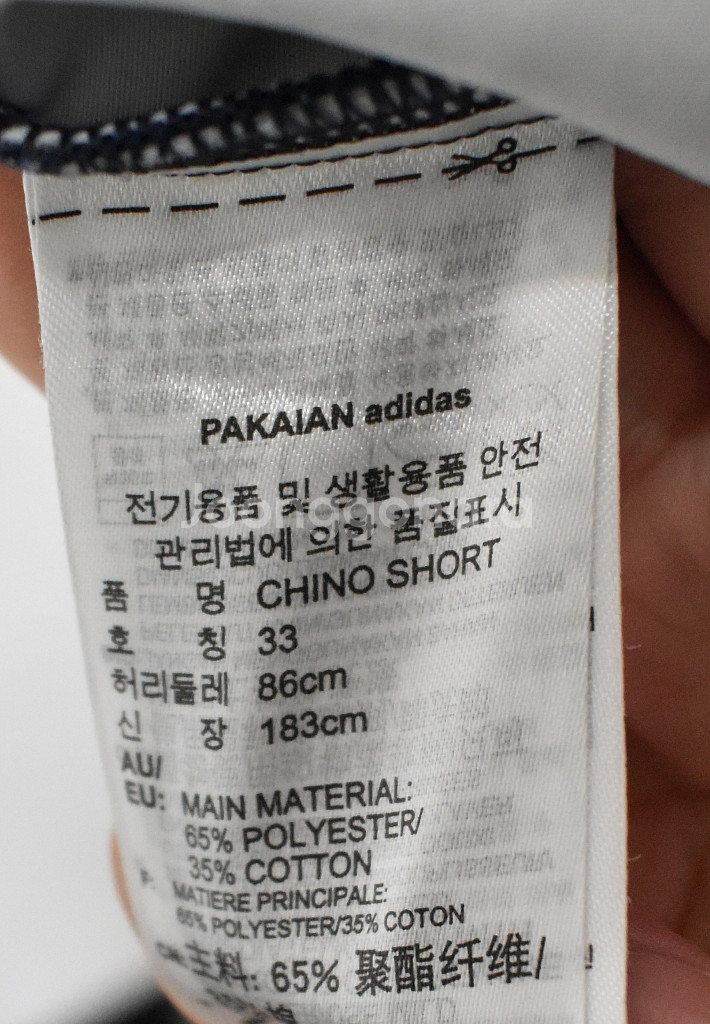 PAKAIAN adidas
전기용품 및 생활용품 안전
관리법에 의한 품질표시
품 명 CHINO SHORT
호 칭 33
허리둘레 86cm
신 장 183cm
AU/
EU: MAIN MATERIAL:
65% POLYESTER/
35% COTTON
F: MATIERE PRINCIPALE:
65% POLYESTER/35% COTON
CN: 主料: 65% 聚酯纤维/